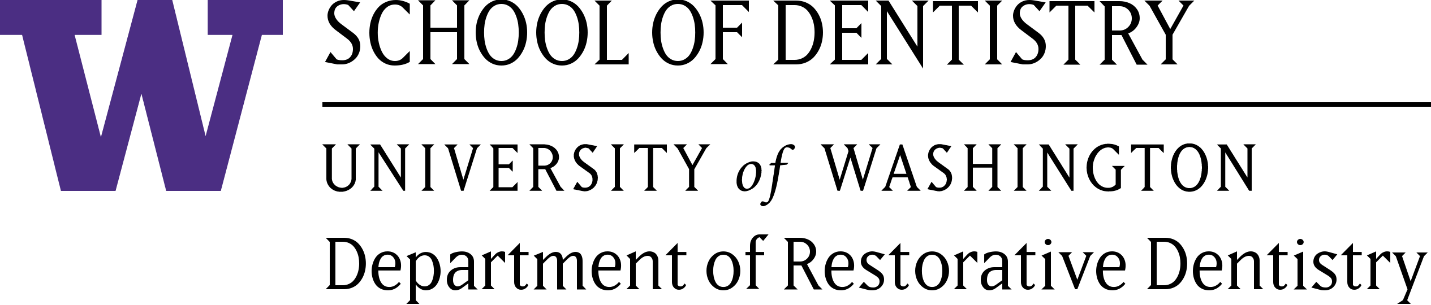 W
SCHOOL OF DENTISTRY
UNIVERSITY of WASHINGTON
Department of Restorative Dentistry